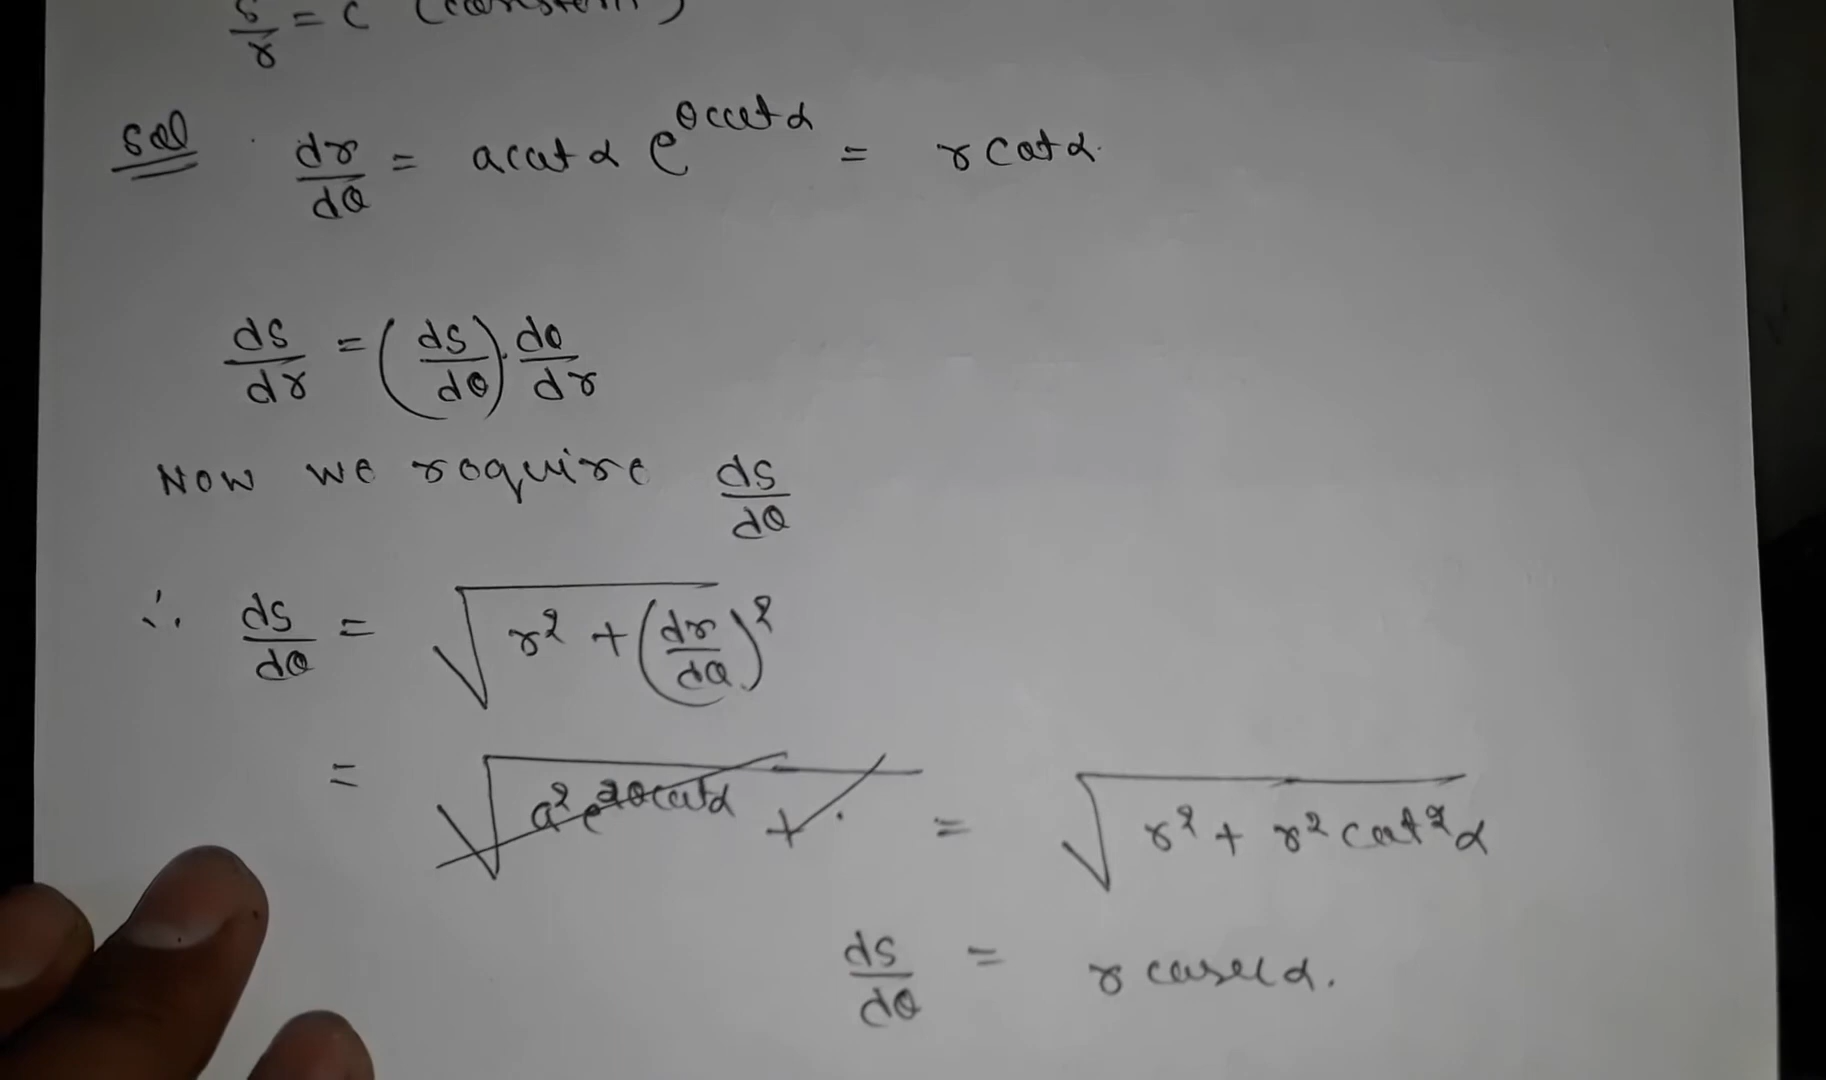 s/r = c (constant)
Sol dr/dθ = a cot α e^{θ cot α} = r cot α.
ds/dr = (ds/dθ) · dθ/dr
Now we require ds/dθ
∴ ds/dθ = √(r² + (dr/dθ)²)
= √(a² e^{2θ cot α} + . = √(r² + r² cot² α)
ds/dθ = r cosec α.